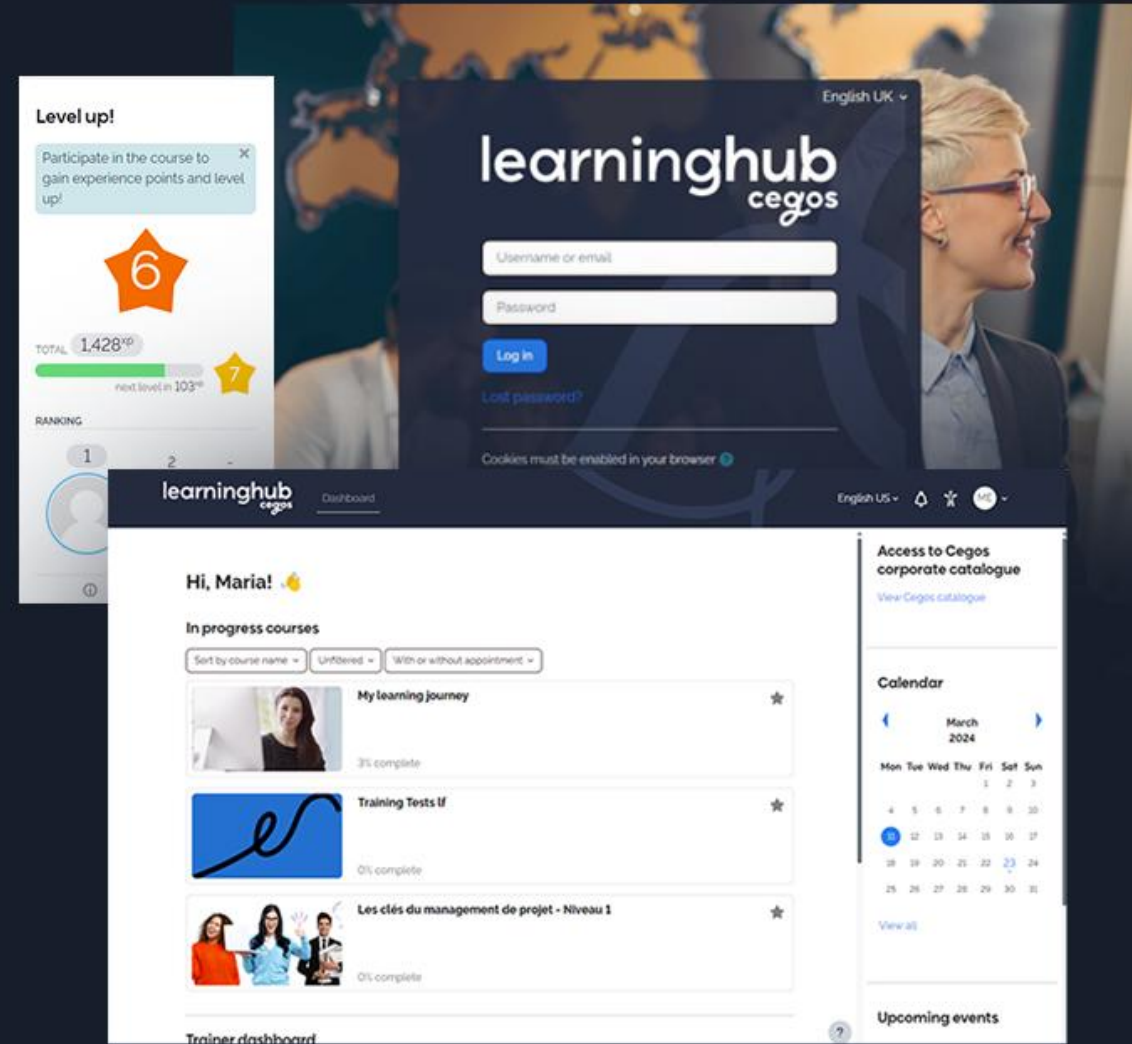 Level up!
Participate in the course to
gain experience points and level
up!
6
TOTAL 1,428xp
7
next level in 103xp
RANKING
1
2
-
English UK
learninghub
cegos
Username or email
Password
Log in
Lost password?
Cookies must be enabled in your browser
learninghub
cegos
Dashboard
English US
ME
Hi, Maria!
In progress courses
Sort by course name
Unfiltered
With or without appointment
My learning journey
3% complete
Training Tests lf
0% complete
Les clés du management de projet - Niveau 1
0% complete
Trainer dashboard
?
Access to Cegos
corporate catalogue
View Cegos catalogue
Calendar
March
2024
Mon Tue Wed Thu Fri Sat Sun
1 2 3
4 5 6 7 8 9 10
11 12 13 14 15 16 17
18 19 20 21 22 23 24
25 26 27 28 29 30 31
View all
Upcoming events